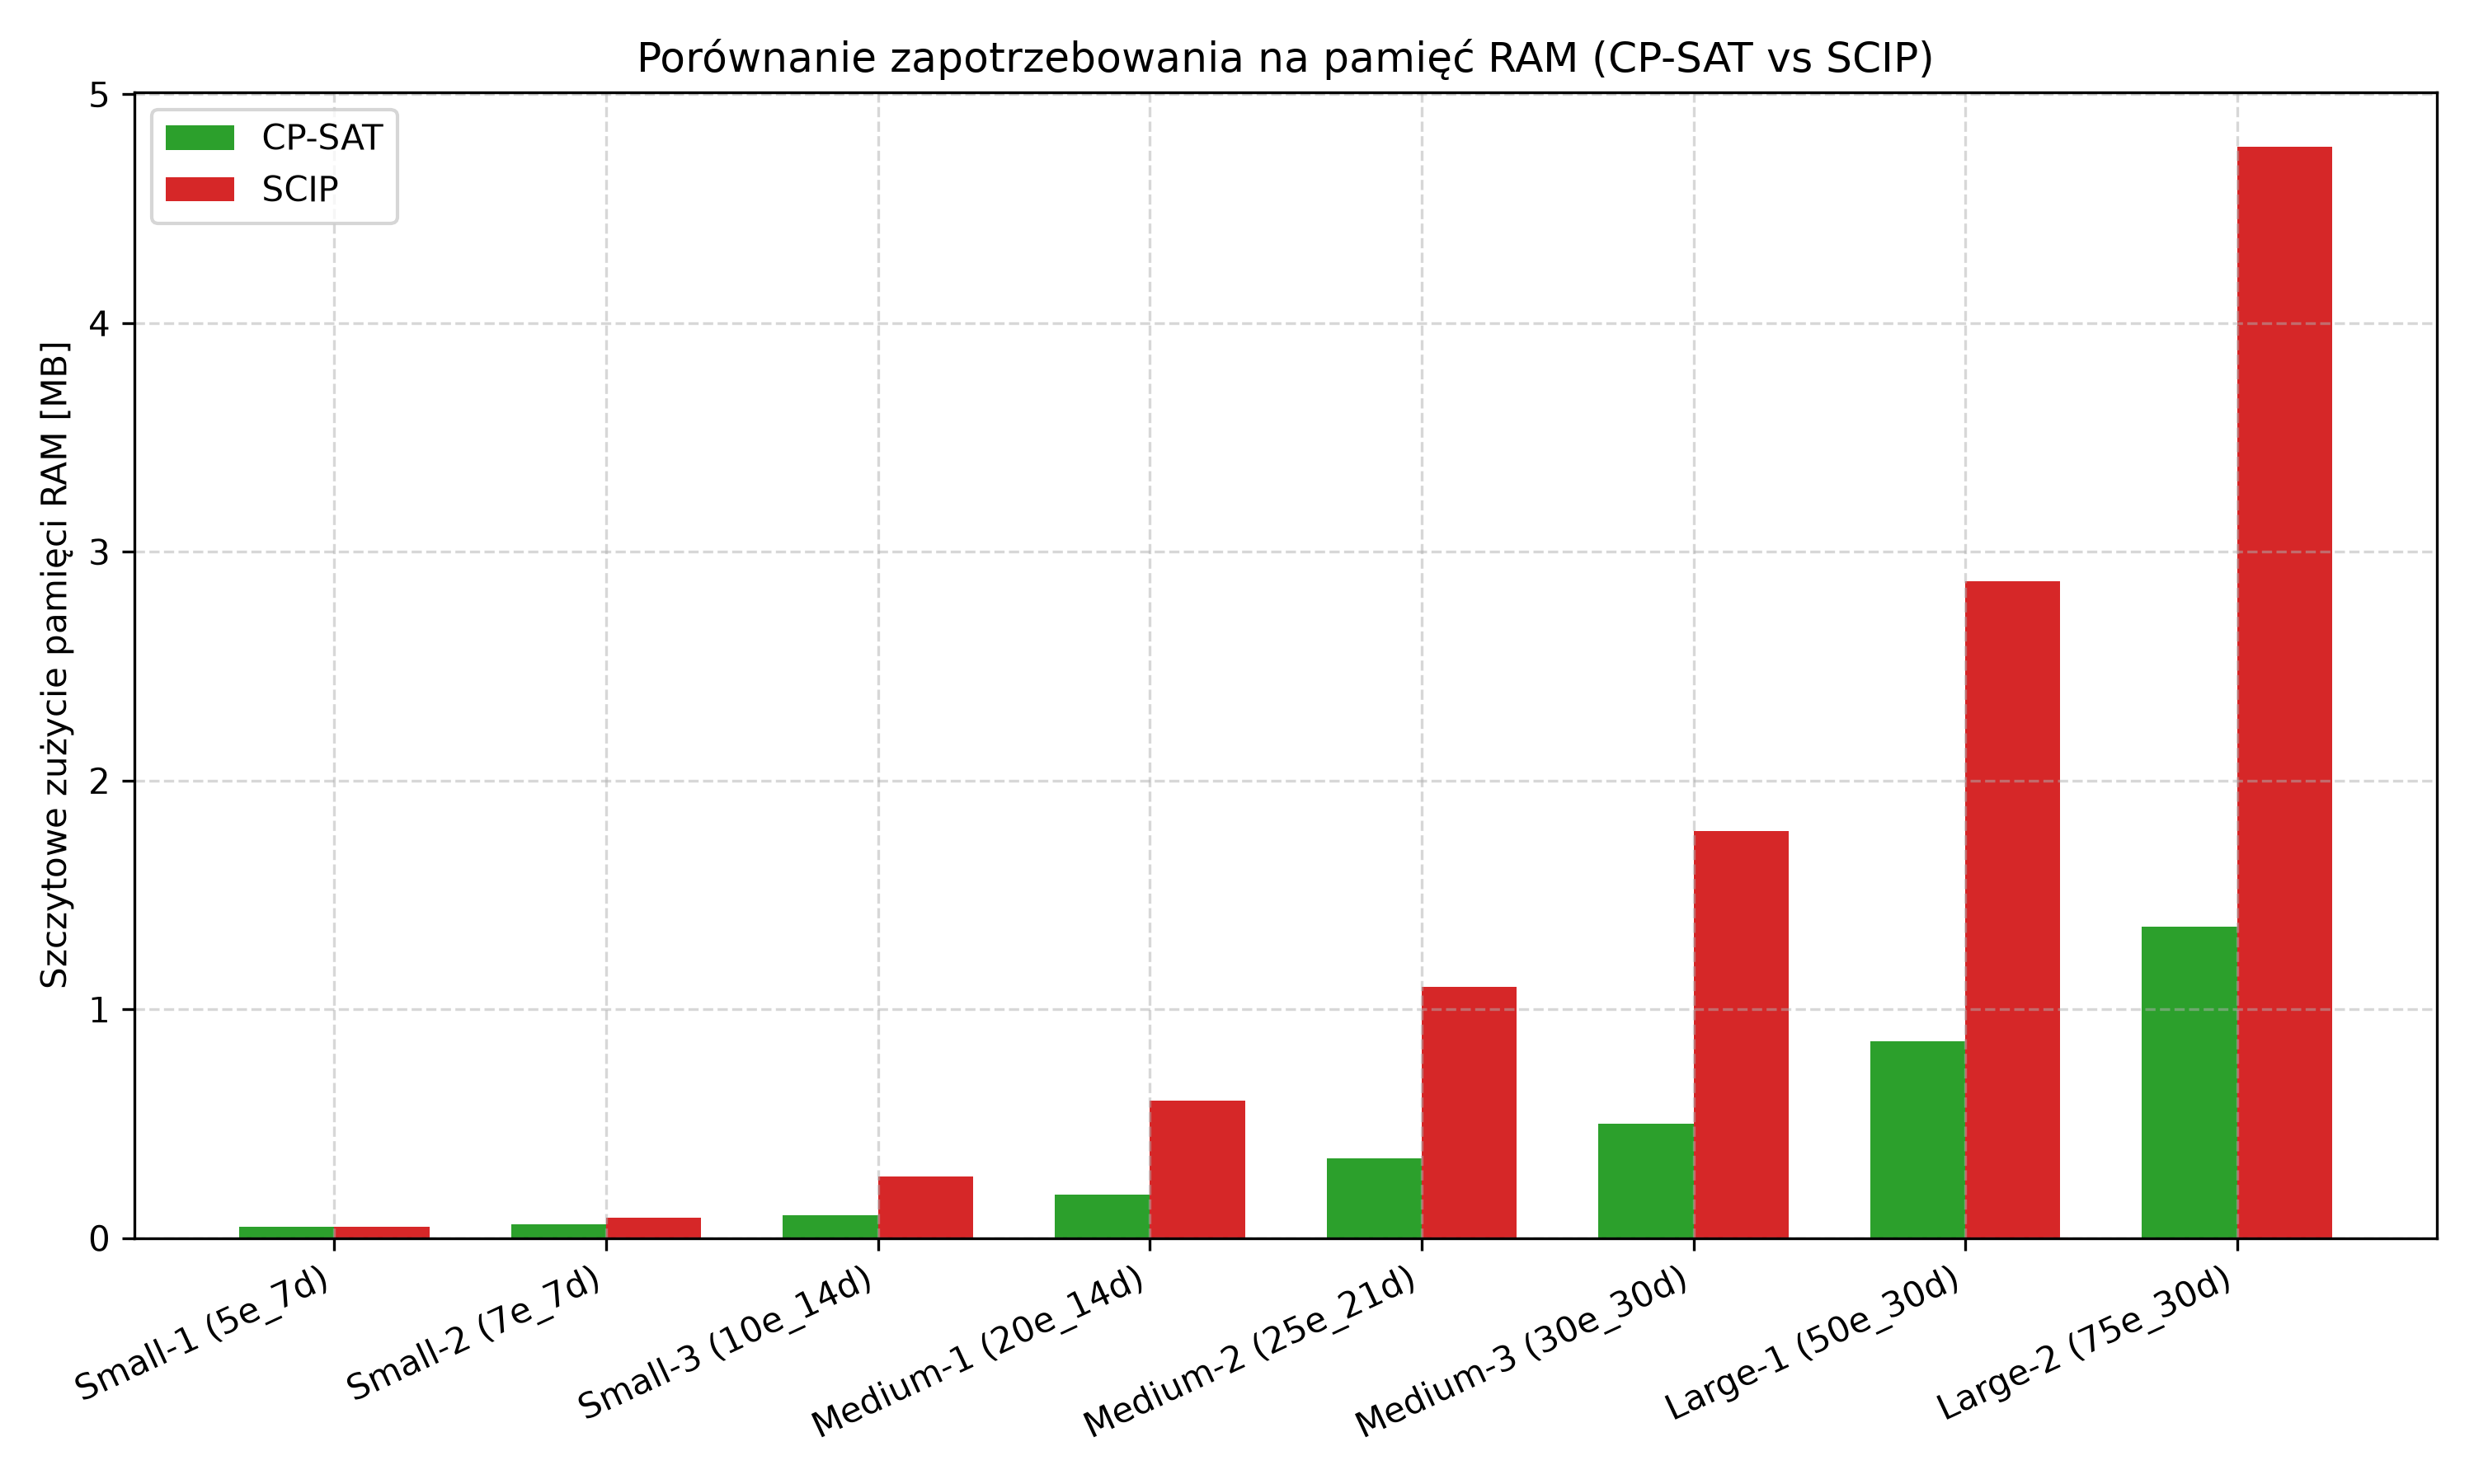 Porównanie zapotrzebowania na pamięć RAM (CP-SAT vs SCIP)
CP-SAT
SCIP
Szczytowe zużycie pamięci RAM [MB]
5
4
3
2
1
0
Small-1 (5e_7d)
Small-2 (7e_7d)
Small-3 (10e_14d)
Medium-1 (20e_14d)
Medium-2 (25e_21d)
Medium-3 (30e_30d)
Large-1 (50e_30d)
Large-2 (75e_30d)